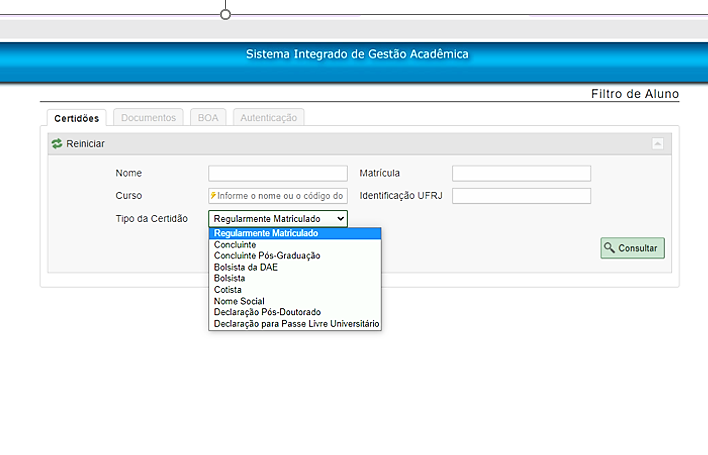 Sistema Integrado de Gestão Acadêmica
Filtro de Aluno
Certidões Documentos BOA Autenticação
Reiniciar
Nome Matrícula
Curso Informe o nome ou o código do Identificação UFRJ
Tipo da Certidão Regularmente Matriculado
Regularmente Matriculado
Concluinte
Concluinte Pós-Graduação
Bolsista da DAE
Bolsista
Cotista
Nome Social
Declaração Pós-Doutorado
Declaração para Passe Livre Universitário
Consultar